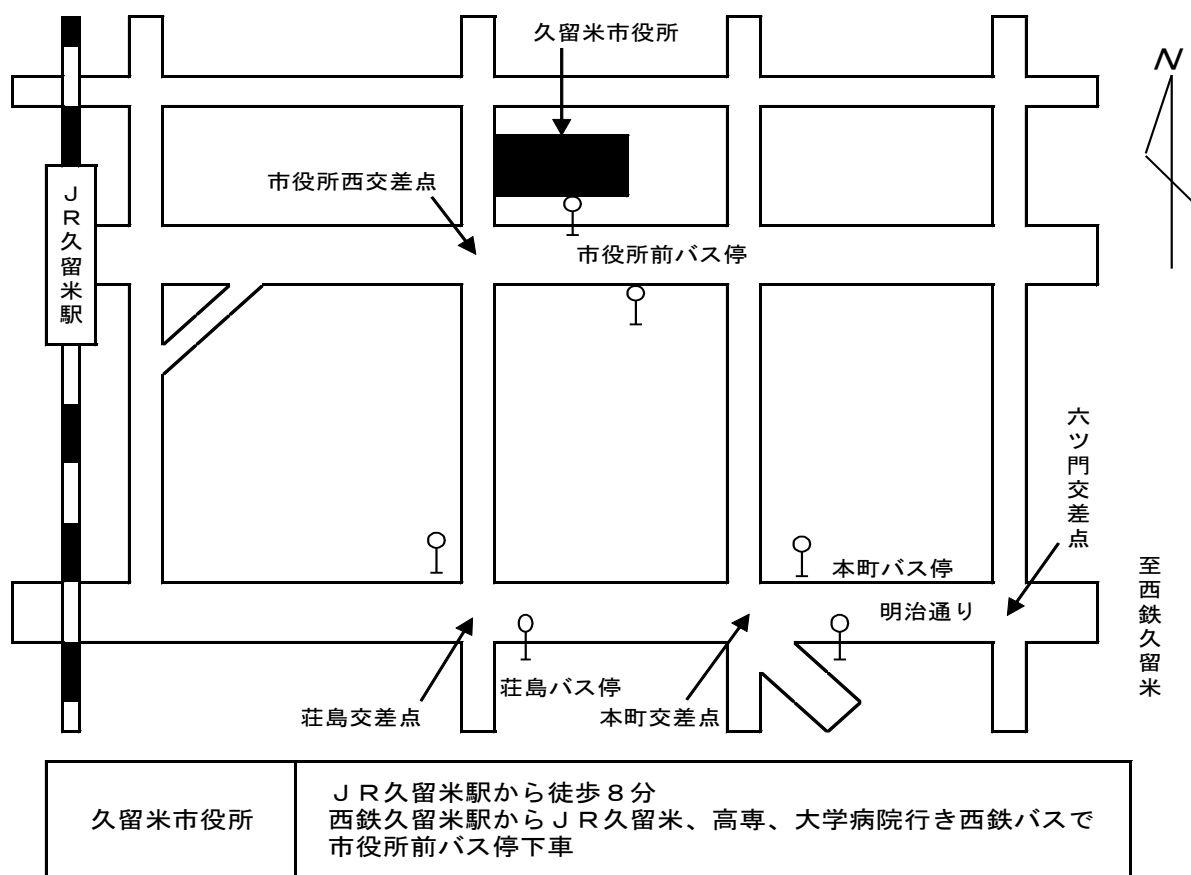 久留米市役所
N
市役所西交差点
JR久留米駅
市役所前バス停
六ツ門交差点
本町バス停
明治通り
至西鉄久留米
荘島バス停
荘島交差点
本町交差点
久留米市役所
JR久留米駅から徒歩8分
西鉄久留米駅からJR久留米、高専、大学病院行き西鉄バスで
市役所前バス停下車